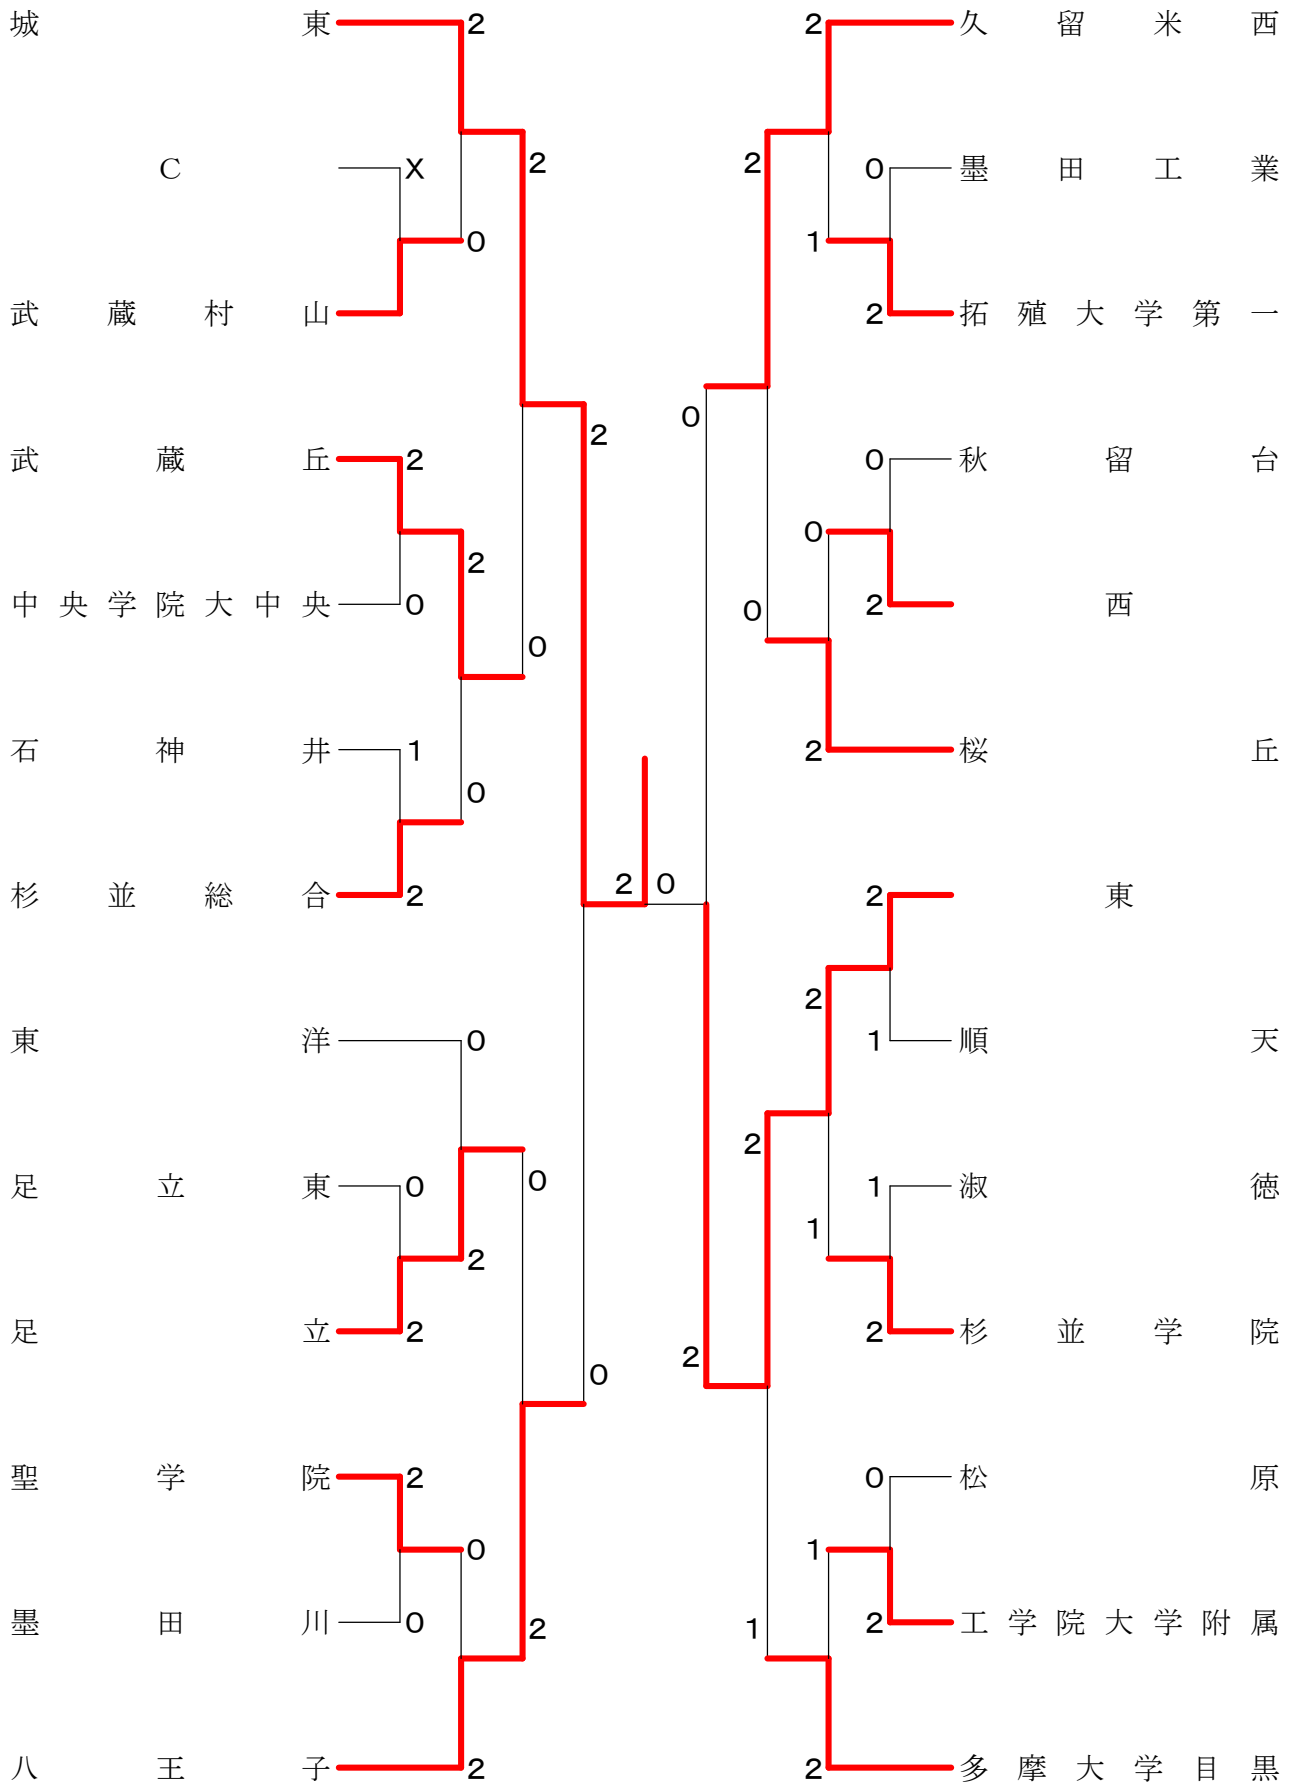 城東 2 2 久留米西
C X 2 2 0 墨田工業
0 1
武蔵村山 2 拓殖大学第一
0
2
武蔵丘 2 0 秋留台
2 0
中央学院大中央 0 0 2 西
0
石神井 1 2 桜丘
0
2 0
杉並総合 2 2 東
2
東洋 0 1 順天
2
足立東 0 0 1 淑徳
1
2
足立 2 2 杉並学院
2
0
聖学院 2 0 松原
0 1
墨田川 0 2 1 2 工学院大学附属
八王子 2 2 多摩大学目黒